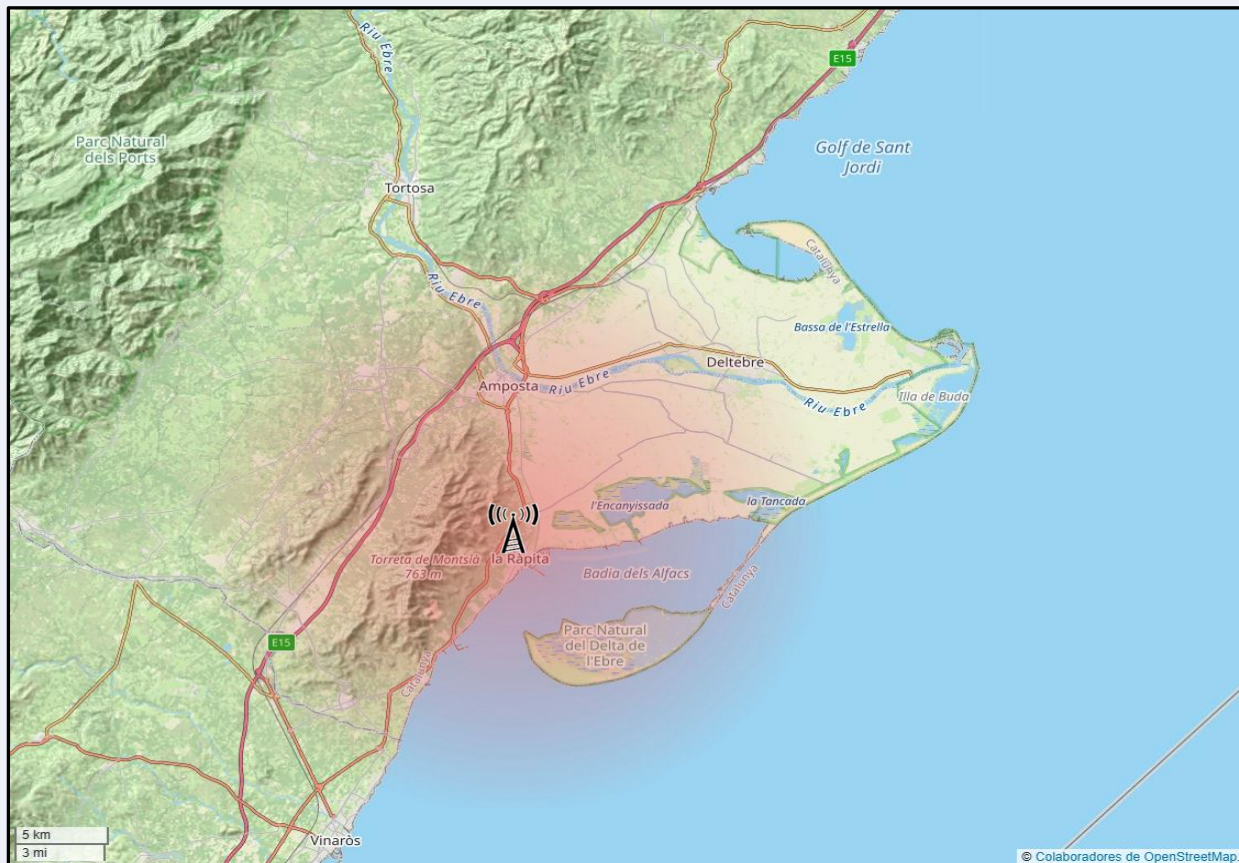 Riu Ebre
E15
Parc Natural
dels Ports
Golf de Sant
Jordi
Tortosa
Catalunya
Riu Ebre
Bassa de l'Estrella
Deltebre
Amposta
Riu Ebre
Riu Ebre
Illa de Buda
l'Encanyissada
la Tancada
Torreta de Montsià
763 m
la Ràpita
Badia dels Alfacs
Catalunya
E15
Parc Natural
del Delta de
l'Ebre
Catalunya
5 km
3 mi
Vinaròs
© Colaboradores de OpenStreetMap